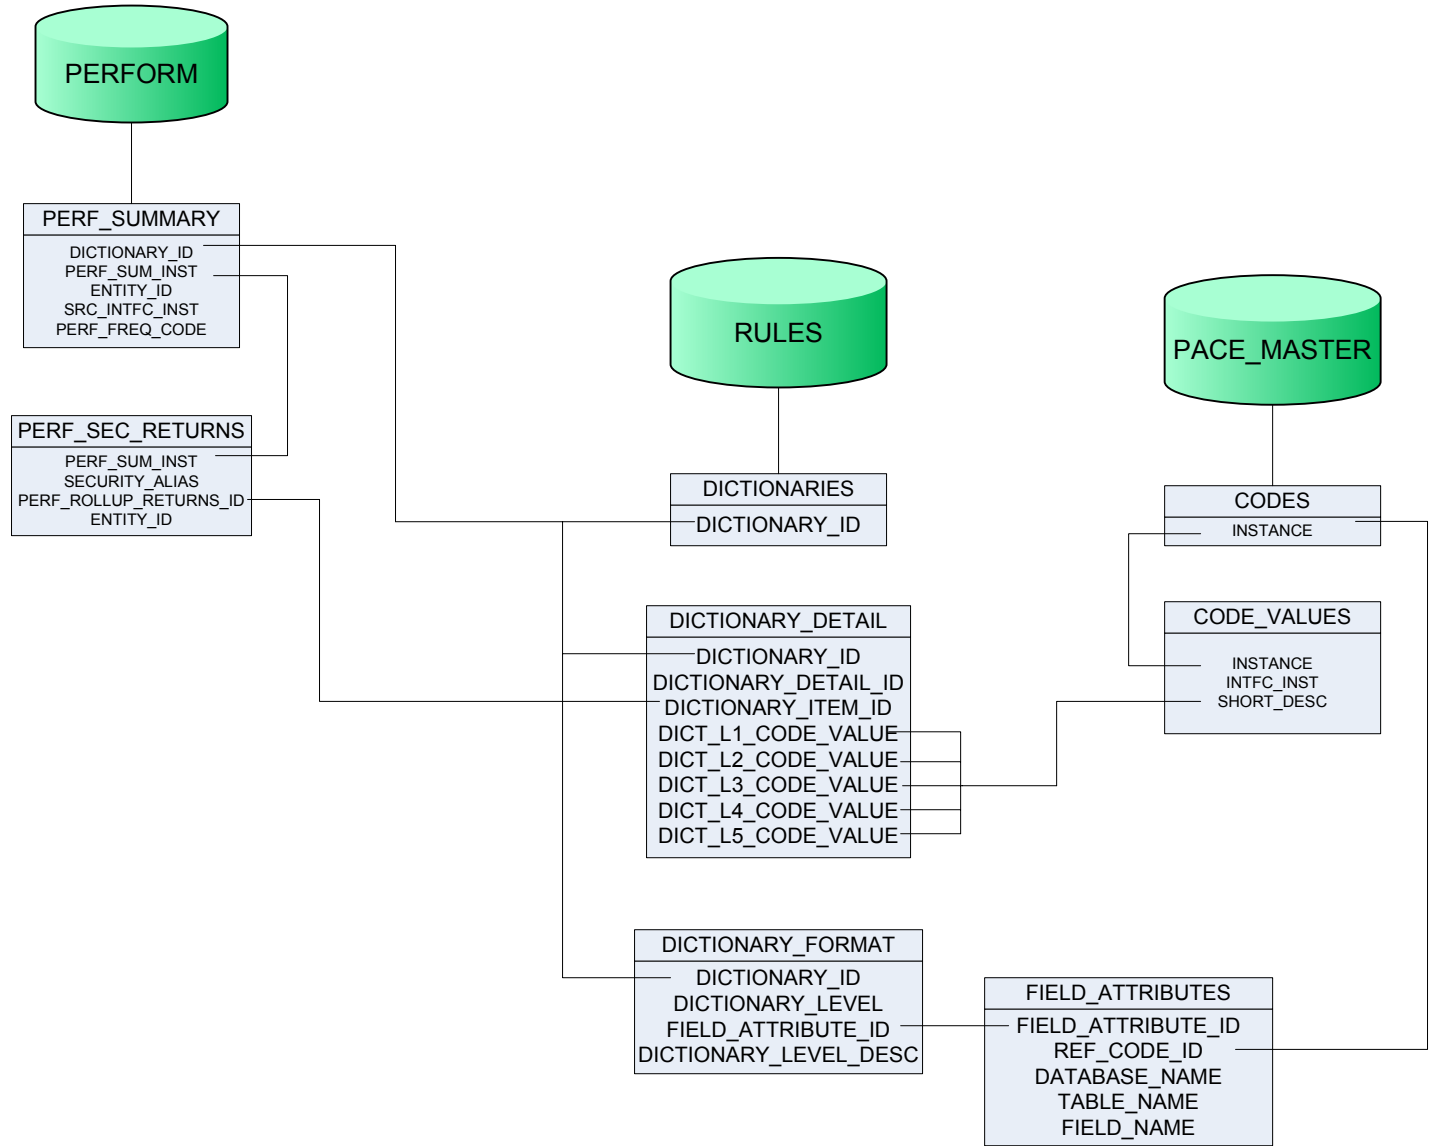 PERFORM
PERF_SUMMARY
DICTIONARY_ID
PERF_SUM_INST
ENTITY_ID
SRC_INTFC_INST
PERF_FREQ_CODE
PERF_SEC_RETURNS
PERF_SUM_INST
SECURITY_ALIAS
PERF_ROLLUP_RETURNS_ID
ENTITY_ID
RULES
DICTIONARIES
DICTIONARY_ID
DICTIONARY_DETAIL
DICTIONARY_ID
DICTIONARY_DETAIL_ID
DICTIONARY_ITEM_ID
DICT_L1_CODE_VALUE
DICT_L2_CODE_VALUE
DICT_L3_CODE_VALUE
DICT_L4_CODE_VALUE
DICT_L5_CODE_VALUE
DICTIONARY_FORMAT
DICTIONARY_ID
DICTIONARY_LEVEL
FIELD_ATTRIBUTE_ID
DICTIONARY_LEVEL_DESC
PACE_MASTER
CODES
INSTANCE
CODE_VALUES
INSTANCE
INTFC_INST
SHORT_DESC
FIELD_ATTRIBUTES
FIELD_ATTRIBUTE_ID
REF_CODE_ID
DATABASE_NAME
TABLE_NAME
FIELD_NAME